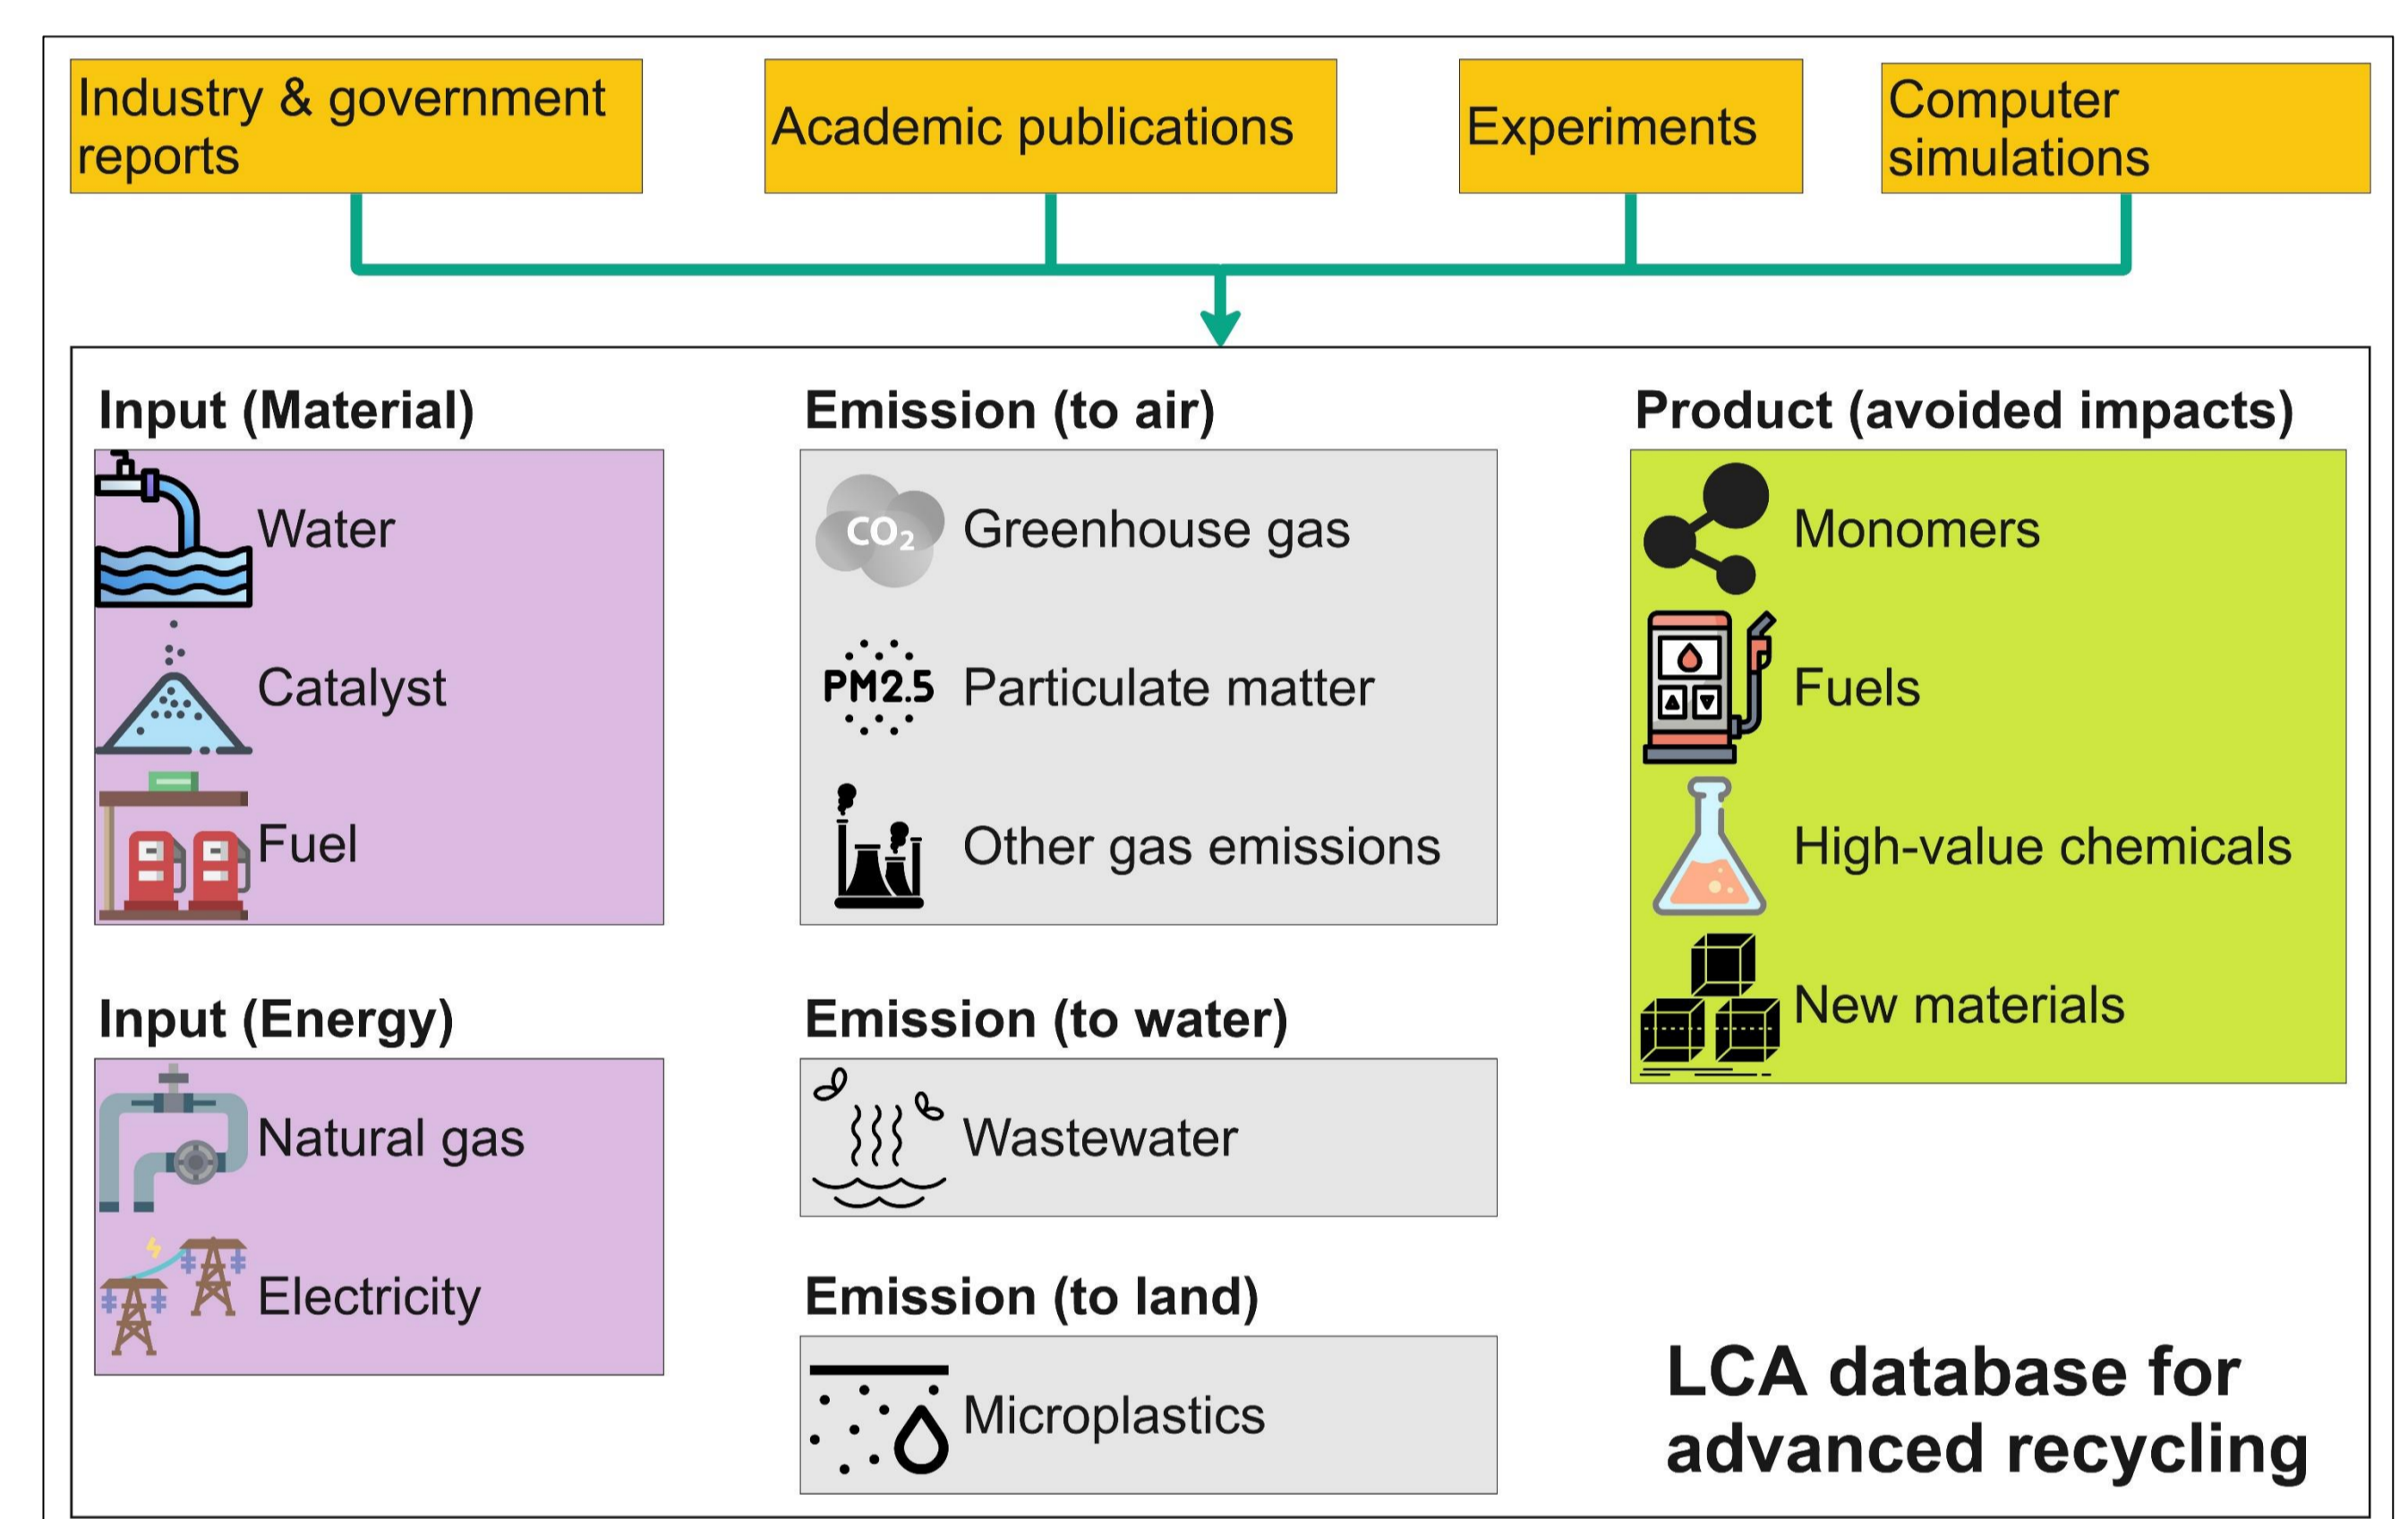 Industry & government
reports
Academic publications
Experiments
Computer
simulations
Input (Material)
Water
Catalyst
Fuel
Input (Energy)
Natural gas
Electricity
Emission (to air)
CO₂
Greenhouse gas
PM2.5
Particulate matter
Other gas emissions
Emission (to water)
Wastewater
Emission (to land)
Microplastics
Product (avoided impacts)
Monomers
Fuels
High-value chemicals
New materials
LCA database for
advanced recycling